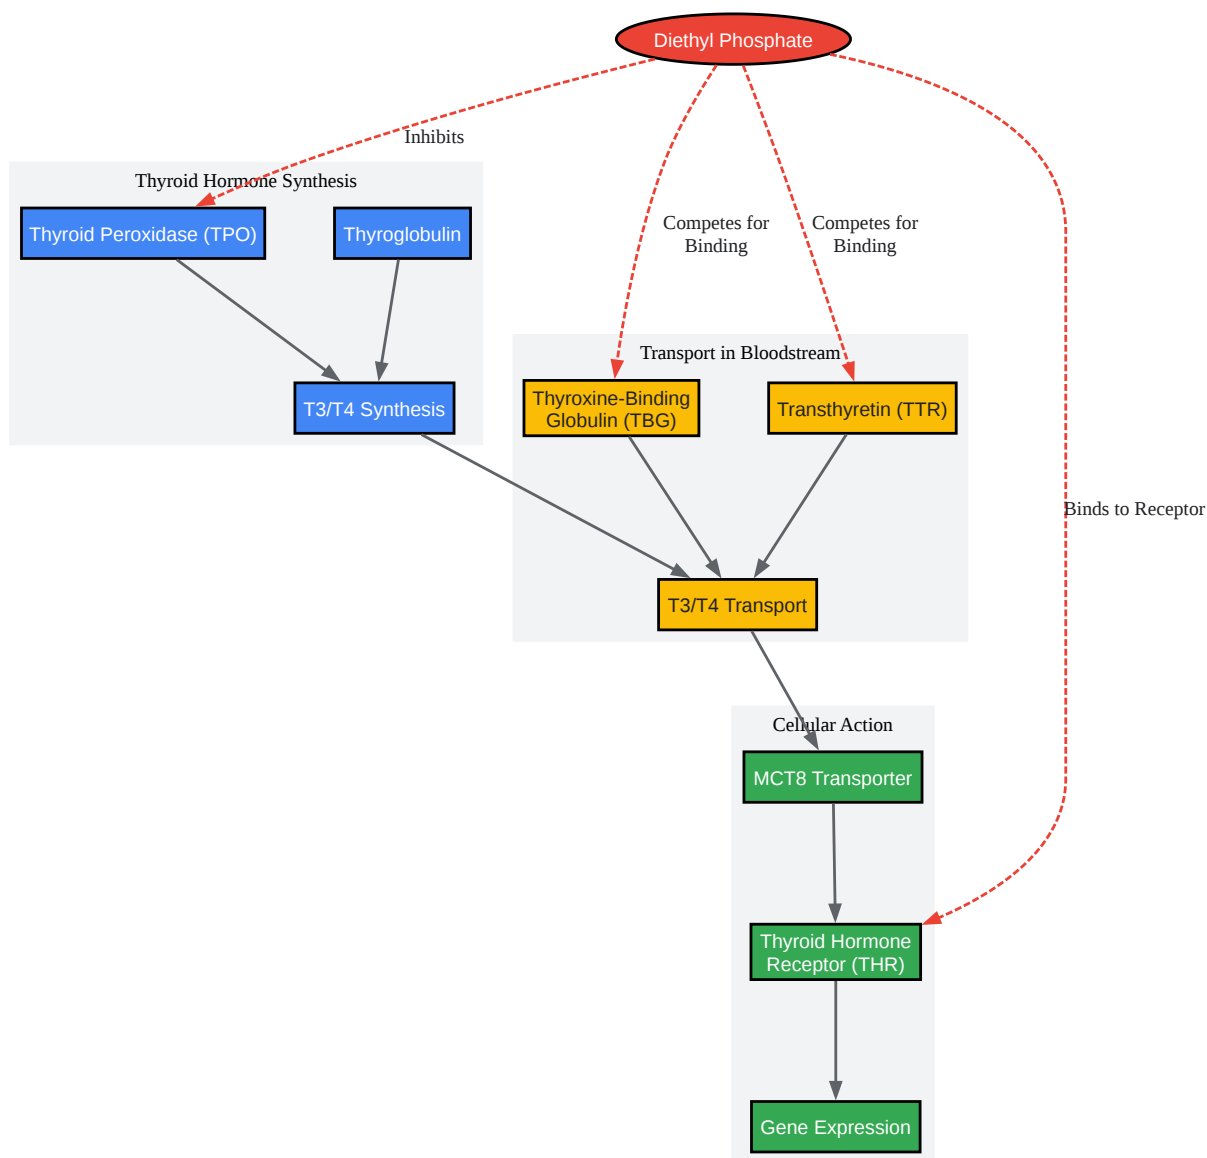 Diethyl Phosphate
Inhibits
Thyroid Hormone Synthesis
Thyroid Peroxidase (TPO)
Thyroglobulin
Competes for
Binding
Competes for
Binding
Transport in Bloodstream
T3/T4 Synthesis
Thyroxine-Binding
Globulin (TBG)
Transthyretin (TTR)
Binds to Receptor
T3/T4 Transport
Cellular Action
MCT8 Transporter
Thyroid Hormone
Receptor (THR)
Gene Expression